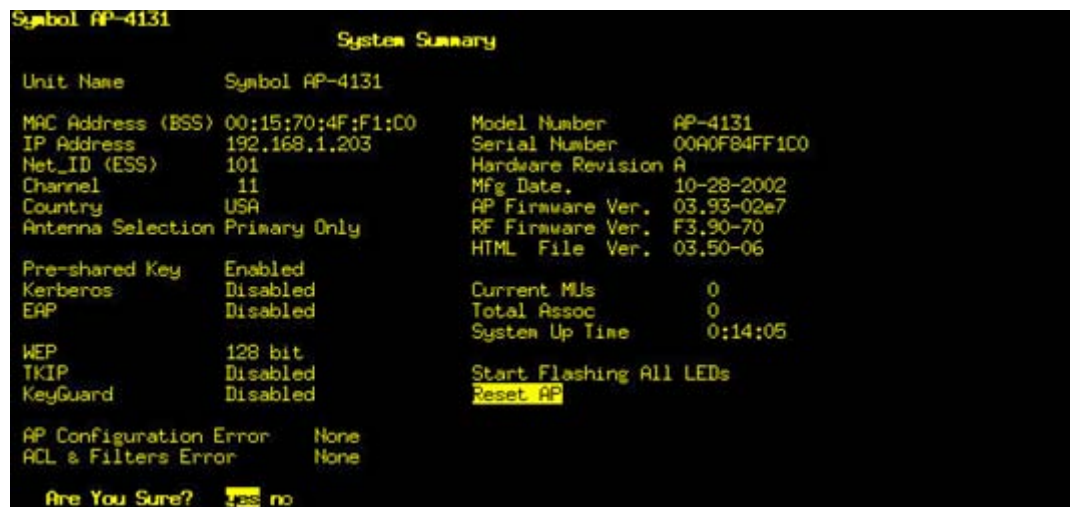 Symbol AP-4131
System Summary
Unit Name Symbol AP-4131
MAC Address (BSS) 00:15:70:4F:F1:C0 Model Number AP-4131
IP Address 192.168.1.203 Serial Number 00A0F84FF1C0
Net_ID (ESS) 101 Hardware Revision A
Channel 11 Mfg Date. 10-28-2002
Country USA AP Firmware Ver. 03.93-02e7
Antenna Selection Primary Only RF Firmware Ver. F3.90-70
HTML File Ver. 03.50-06
Pre-shared Key Enabled
Kerberos Disabled Current MUs 0
EAP Disabled Total Assoc 0
System Up Time 0:14:05
WEP 128 bit
TKIP Disabled Start Flashing All LEDs
KeyGuard Disabled Reset AP
AP Configuration Error None
ACL & Filters Error None
Are You Sure? yes no